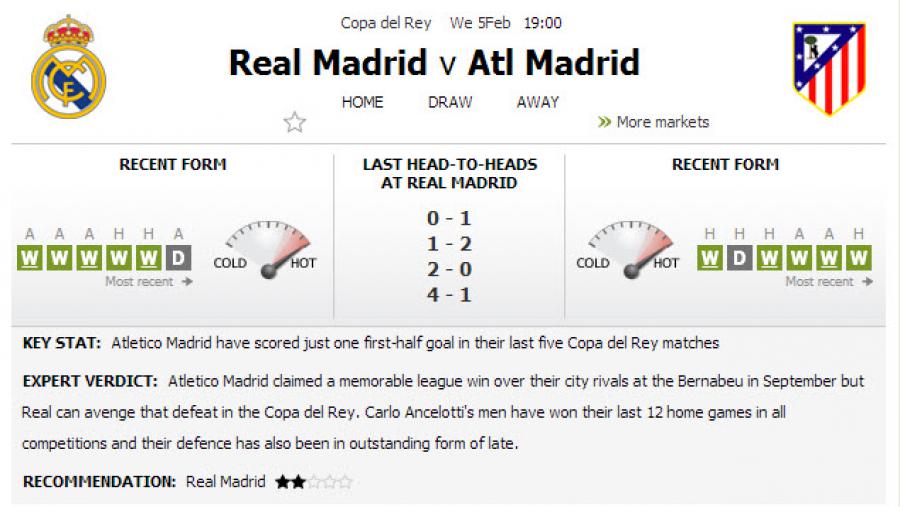 Copa del Rey We 5Feb 19:00
Real Madrid v Atl Madrid
HOME DRAW AWAY
» More markets
RECENT FORM
A A A H H A
W W W W W D
Most recent →
COLD HOT
LAST HEAD-TO-HEADS
AT REAL MADRID
0 - 1
1 - 2
2 - 0
4 - 1
RECENT FORM
COLD HOT
H H H A A H
W D W W W W
Most recent →
KEY STAT: Atletico Madrid have scored just one first-half goal in their last five Copa del Rey matches
EXPERT VERDICT: Atletico Madrid claimed a memorable league win over their city rivals at the Bernabeu in September but
Real can avenge that defeat in the Copa del Rey. Carlo Ancelotti's men have won their last 12 home games in all
competitions and their defence has also been in outstanding form of late.
RECOMMENDATION: Real Madrid ★★☆☆☆